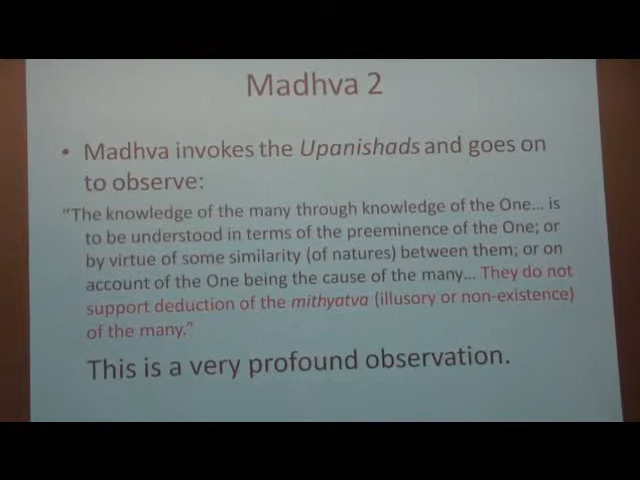 Madhva 2
• Madhva invokes the Upanishads and goes on
to observe:
"The knowledge of the many through knowledge of the One... is
to be understood in terms of the preeminence of the One; or
by virtue of some similarity (of natures) between them; or on
account of the One being the cause of the many... They do not
support deduction of the mithyatva (illusory or non-existence)
of the many."
This is a very profound observation.